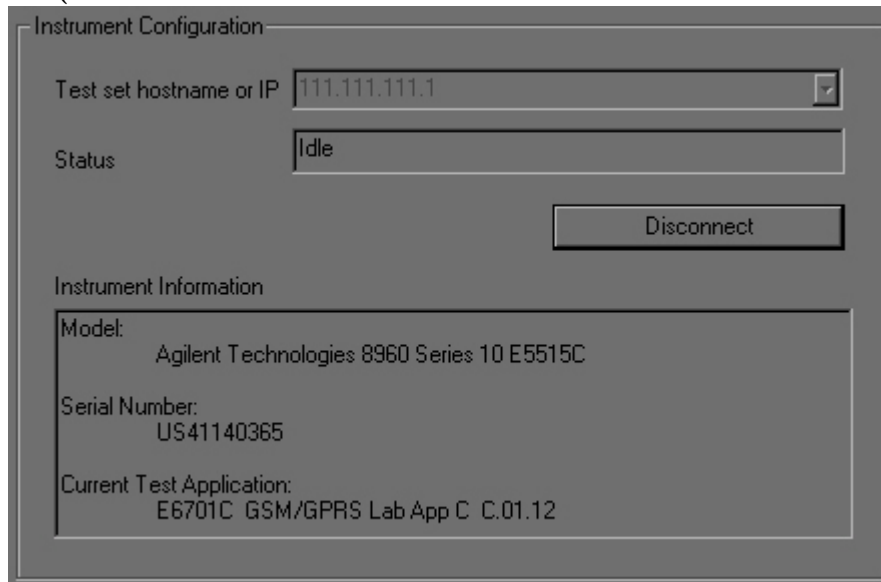 Instrument Configuration
Test set hostname or IP 111.111.111.1
Status Idle
Disconnect
Instrument Information
Model:
Agilent Technologies 8960 Series 10 E5515C
Serial Number:
US41140365
Current Test Application:
E6701C GSM/GPRS Lab App C C.01.12